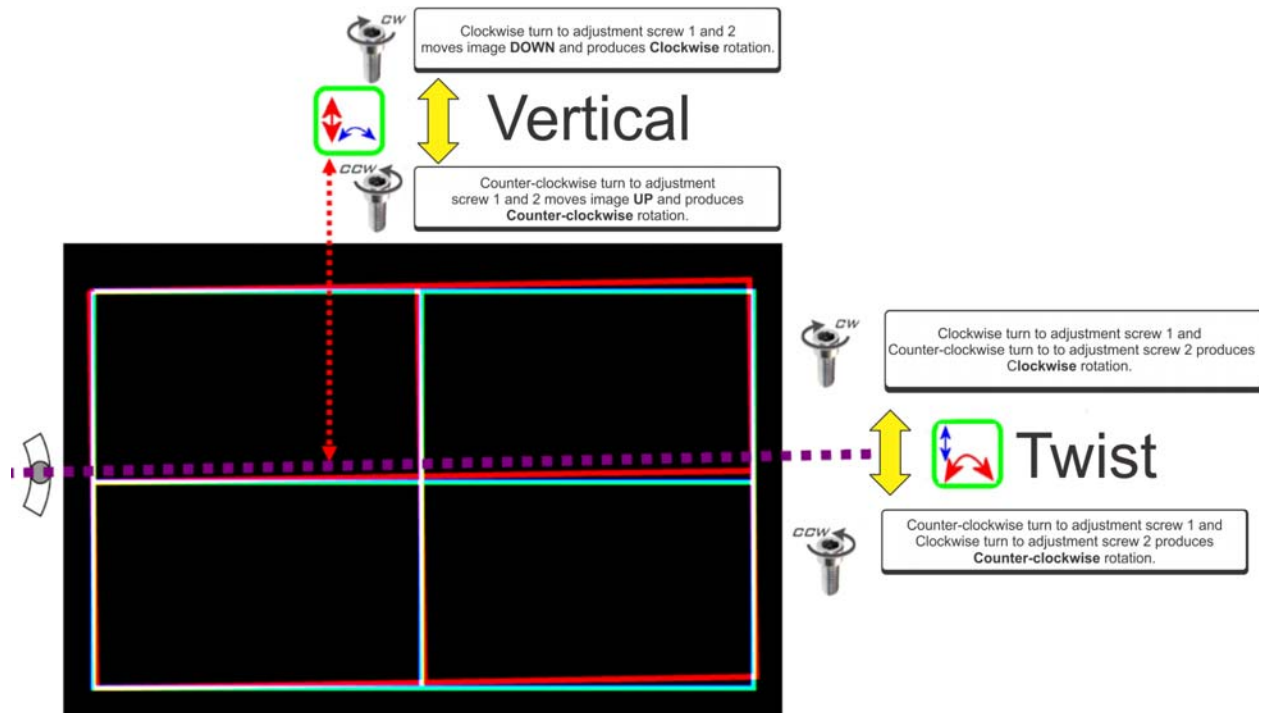 CW
Clockwise turn to adjustment screw 1 and 2
moves image DOWN and produces Clockwise rotation.
Vertical
CCW
Counter-clockwise turn to adjustment
screw 1 and 2 moves image UP and produces
Counter-clockwise rotation.
CW
Clockwise turn to adjustment screw 1 and
Counter-clockwise turn to to adjustment screw 2 produces
Clockwise rotation.
Twist
CCW
Counter-clockwise turn to adjustment screw 1 and
Clockwise turn to adjustment screw 2 produces
Counter-clockwise rotation.